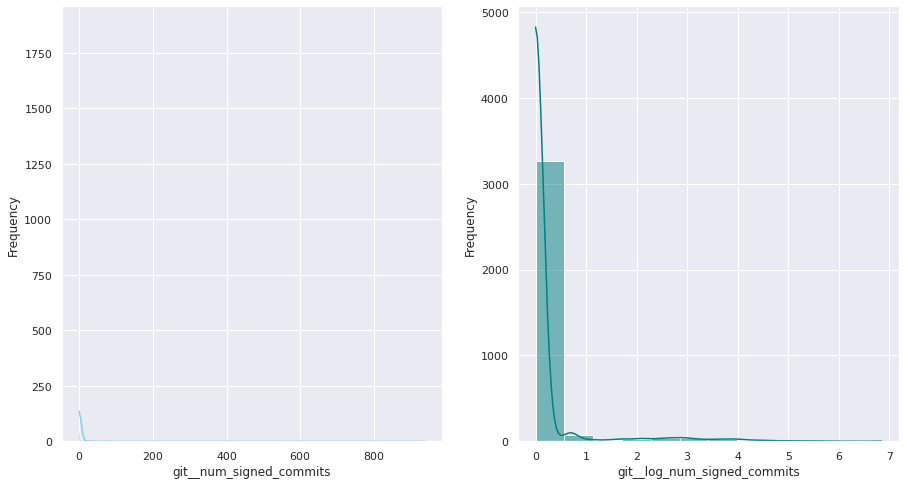 1750
1500
1250
1000
750
500
250
0
Frequency
0 200 400 600 800
git__num_signed_commits
5000
4000
3000
2000
1000
0
Frequency
0 1 2 3 4 5 6 7
git__log_num_signed_commits